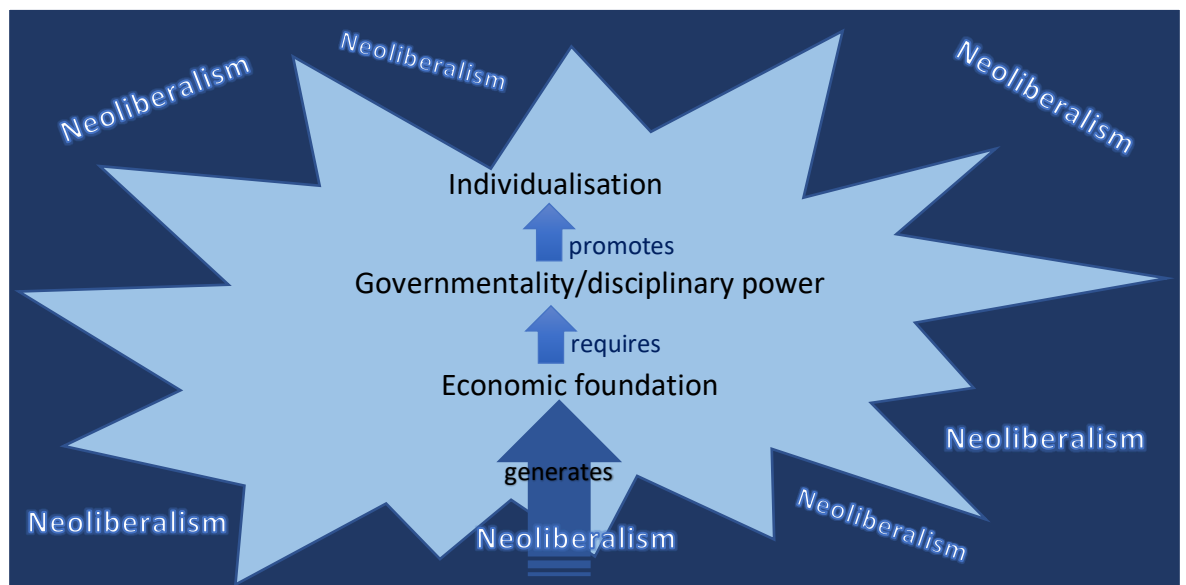 Neoliberalism
Neoliberalism
Neoliberalism
Individualisation
promotes
Governmentality/disciplinary power
requires
Economic foundation
Neoliberalism
generates
Neoliberalism
Neoliberalism
Neoliberalism